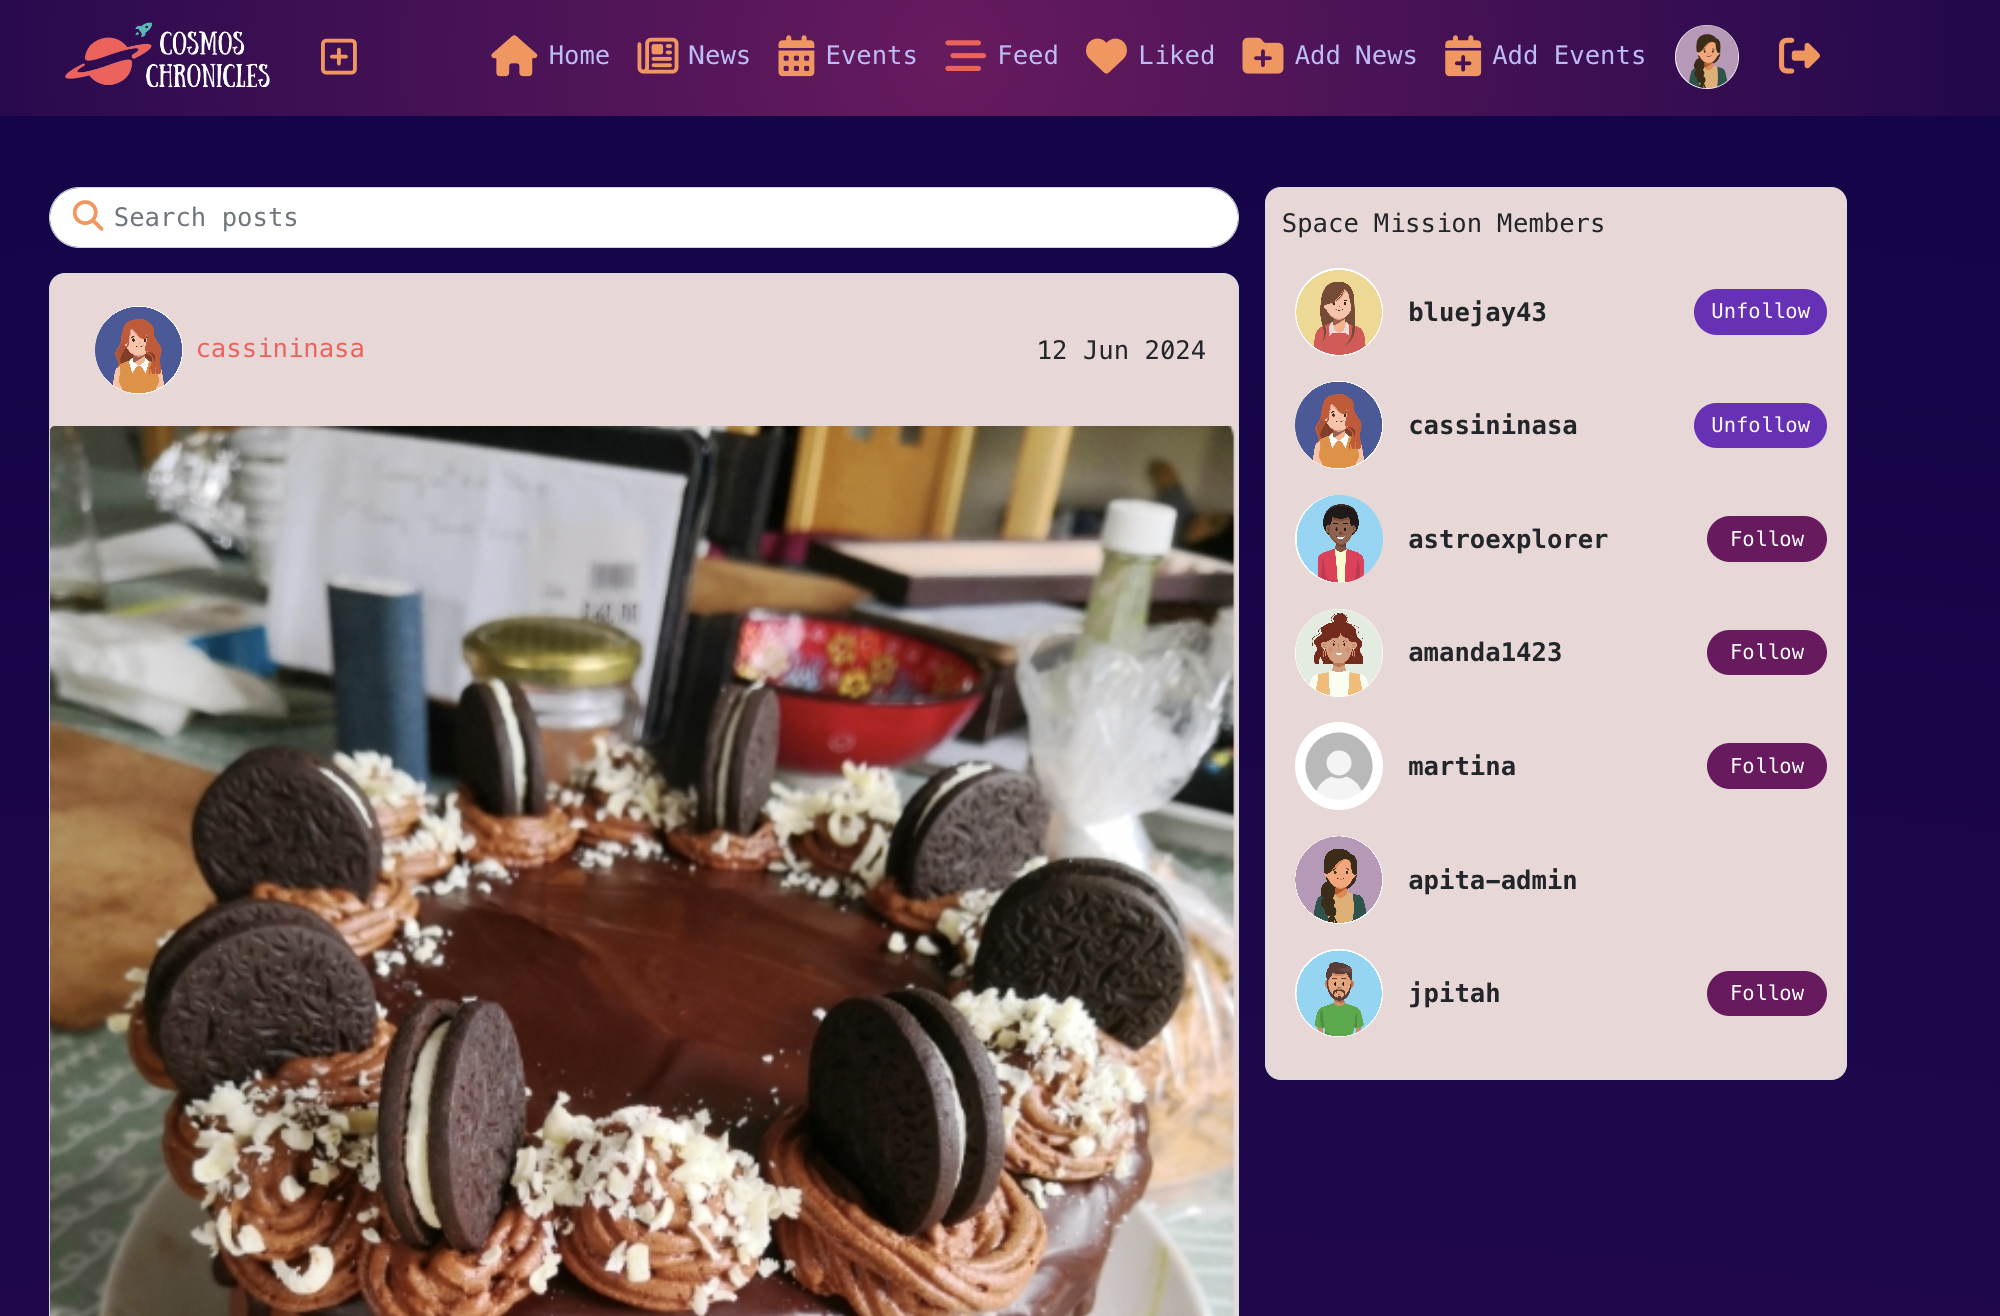 COSMOS
CHRONICLES
Home
News
Events
Feed
Liked
Add News
Add Events
Search posts
cassininasa
12 Jun 2024
Space Mission Members
bluejay43
Unfollow
cassininasa
Unfollow
astroexplorer
Follow
amanda1423
Follow
martina
Follow
apita-admin
jpitah
Follow